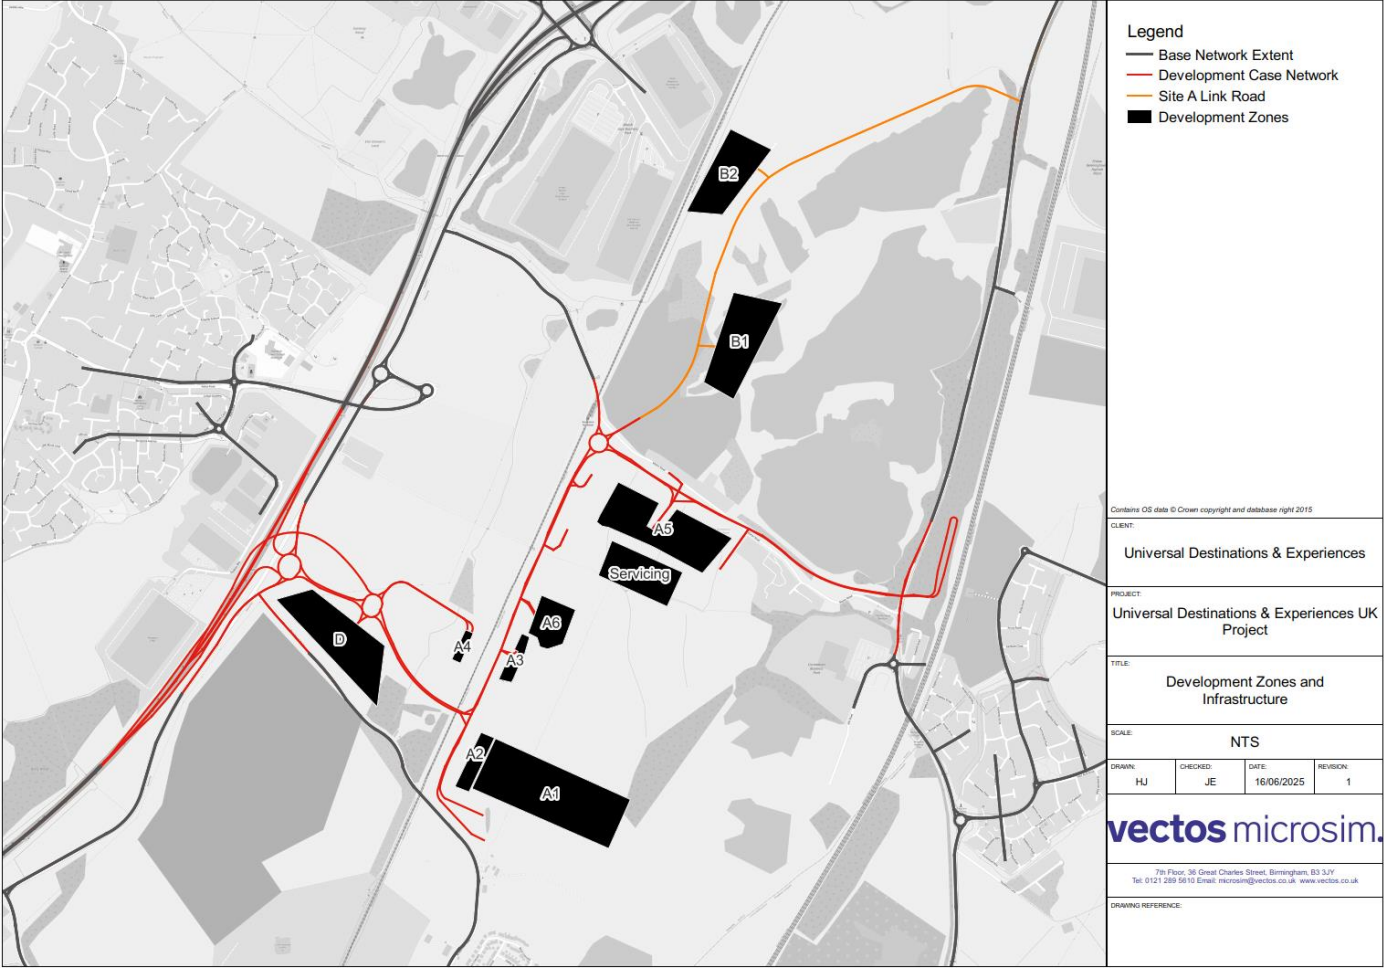 Legend
Base Network Extent
Development Case Network
Site A Link Road
Development Zones
B2
B1
A5
Servicing
A6
D
A4
A3
A2
A1
Contains OS data © Crown copyright and database right 2015
CLIENT:
Universal Destinations & Experiences
PROJECT:
Universal Destinations & Experiences UK
Project
TITLE:
Development Zones and
Infrastructure
SCALE:
NTS
DRAWN:
HJ
CHECKED:
JE
DATE:
16/06/2025
REVISION:
1
vectos microsim.
7th Floor, 36 Great Charles Street, Birmingham, B3 3JY
Tel: 0121 289 5610 Email: microsim@vectos.co.uk www.vectos.co.uk
DRAWING REFERENCE: